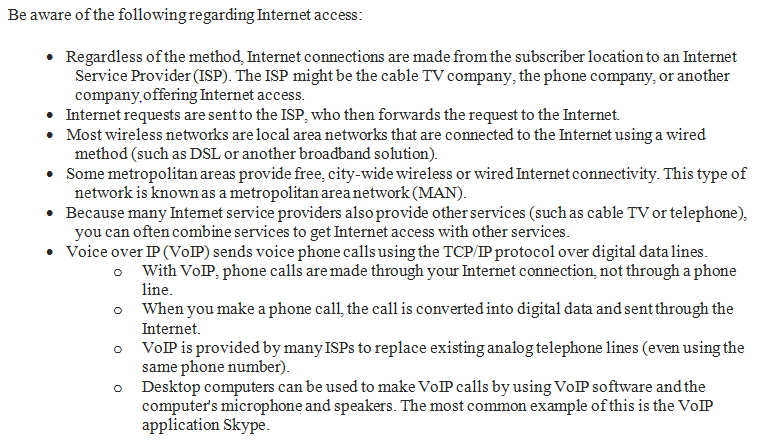 Be aware of the following regarding Internet access:
• Regardless of the method, Internet connections are made from the subscriber location to an Internet
Service Provider (ISP). The ISP might be the cable TV company, the phone company, or another
company offering Internet access.
• Internet requests are sent to the ISP, who then forwards the request to the Internet.
• Most wireless networks are local area networks that are connected to the Internet using a wired
method (such as DSL or another broadband solution).
• Some metropolitan areas provide free, city-wide wireless or wired Internet connectivity. This type of
network is known as a metropolitan area network (MAN).
• Because many Internet service providers also provide other services (such as cable TV or telephone),
you can often combine services to get Internet access with other services.
• Voice over IP (VoIP) sends voice phone calls using the TCP/IP protocol over digital data lines.
o With VoIP, phone calls are made through your Internet connection, not through a phone
line.
o When you make a phone call, the call is converted into digital data and sent through the
Internet.
o VoIP is provided by many ISPs to replace existing analog telephone lines (even using the
same phone number).
o Desktop computers can be used to make VoIP calls by using VoIP software and the
computer's microphone and speakers. The most common example of this is the VoIP
application Skype.